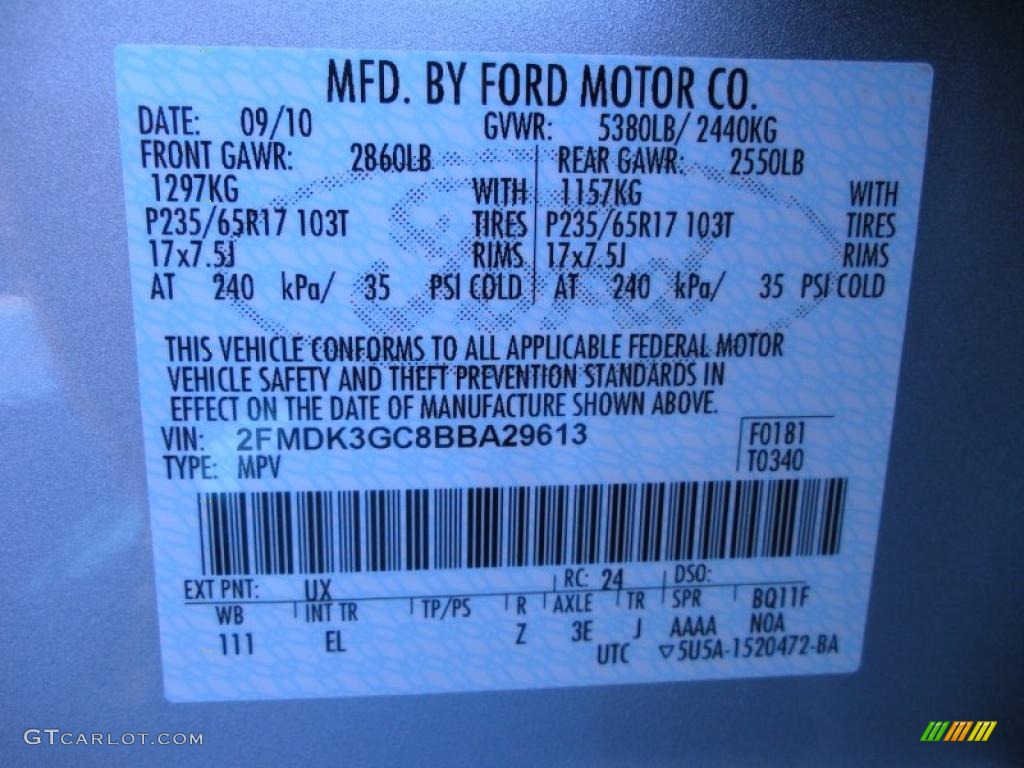 MFD. BY FORD MOTOR CO.
DATE: 09/10 GVWR: 5380LB/ 2440KG
FRONT GAWR: 2860LB REAR GAWR: 2550LB
1297KG WITH 1157KG WITH
P235/65R17 103T TIRES P235/65R17 103T TIRES
17x7.5J RIMS 17x7.5J RIMS
AT 240 kPa/ 35 PSI COLD AT 240 kPa/ 35 PSI COLD
THIS VEHICLE CONFORMS TO ALL APPLICABLE FEDERAL MOTOR
VEHICLE SAFETY AND THEFT PREVENTION STANDARDS IN
EFFECT ON THE DATE OF MANUFACTURE SHOWN ABOVE.
VIN: 2FMDK3GC8BBA29613 F0181
TYPE: MPV T0340
EXT PNT: UX RC: 24 DSO:
WB INT TR TP/PS R AXLE TR SPR BQ11F
111 EL Z 3E J AAAA NOA
UTC ▽5U5A-1520472-BA
GTCARLOT.COM